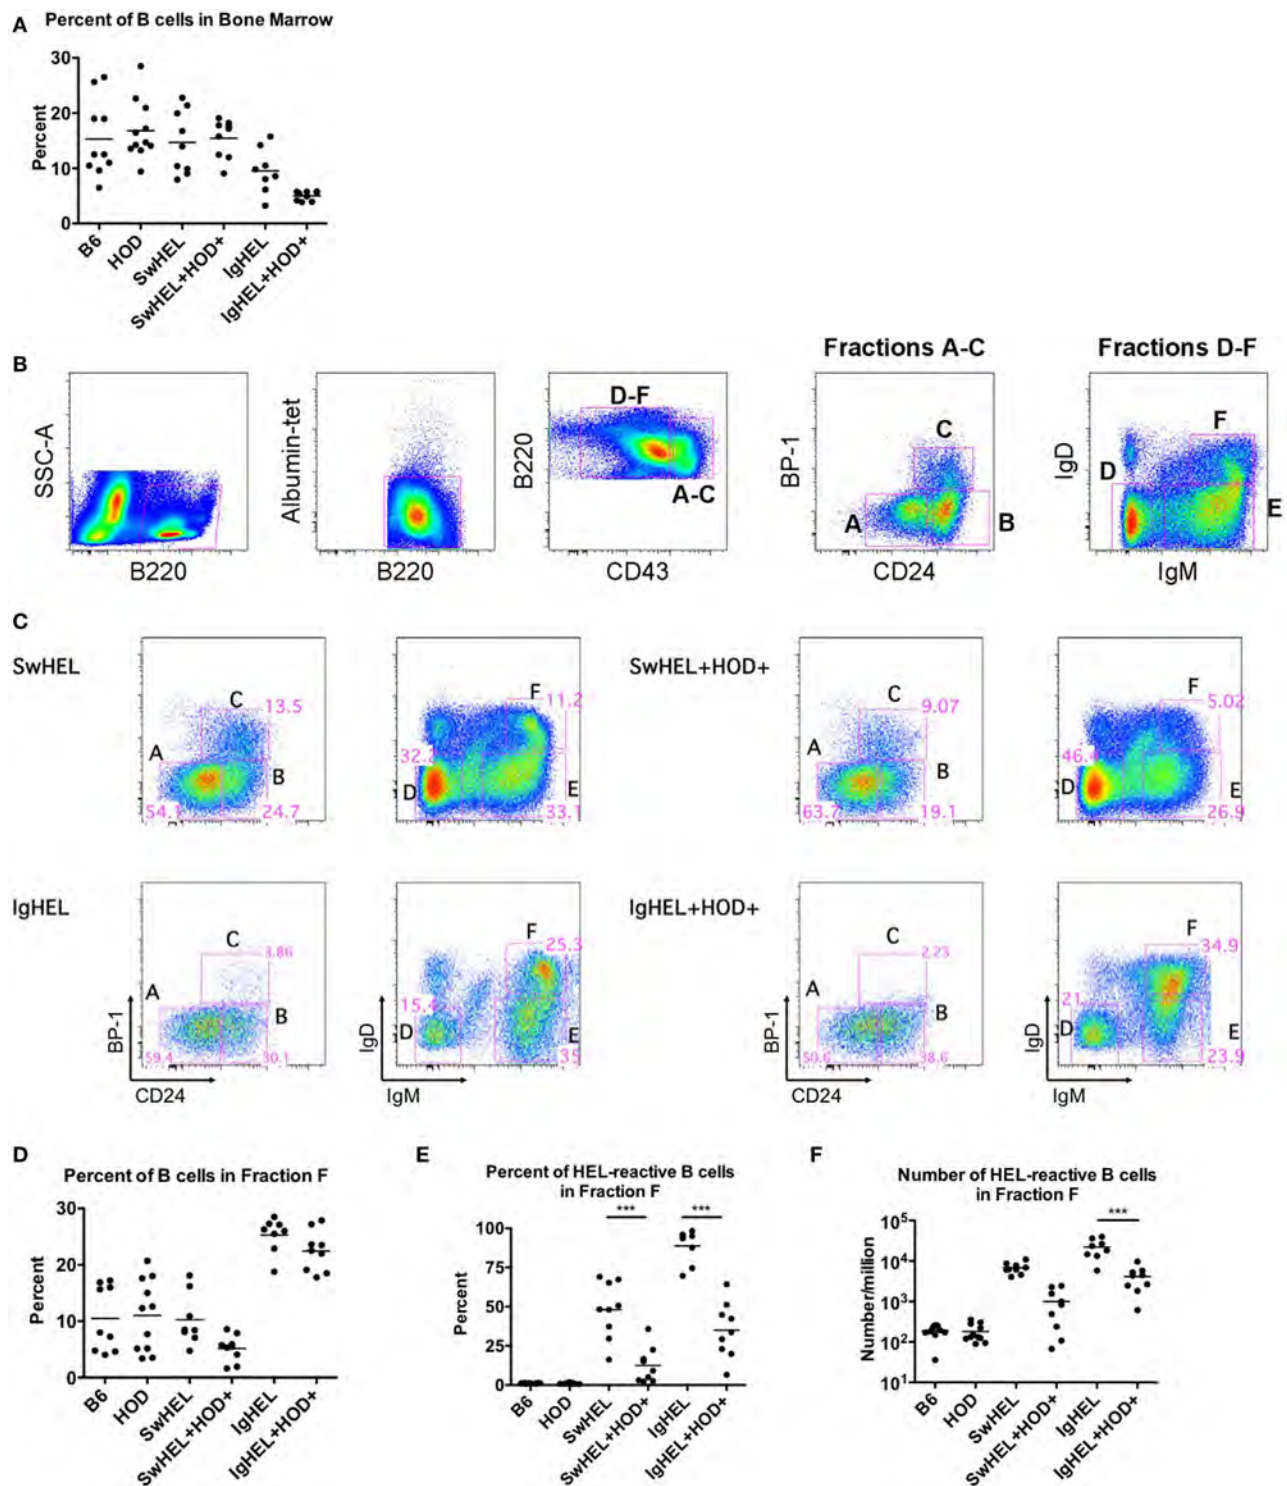 A
Percent of B cells in Bone Marrow
Percent
30
20
10
0
B6
HOD
SwHEL
SwHEL+HOD+
IgHEL
IgHEL+HOD+
B
Fractions A-C
Fractions D-F
SSC-A
B220
Albumin-tet
B220
B220
D-F
A-C
CD43
BP-1
C
A
B
CD24
IgD
F
D
E
IgM
C
SwHEL
C
13.5
A
B
54.1
24.7
F
11.2
32.2
D
E
33.1
SwHEL+HOD+
C
9.07
A
B
63.7
19.1
F
5.02
46.4
D
E
26.9
IgHEL
C
3.86
A
B
59.4
30.1
BP-1
CD24
F
25.3
15.4
D
E
35
IgD
IgM
IgHEL+HOD+
C
2.23
A
B
50.6
38.6
BP-1
CD24
F
34.9
21
D
E
23.9
IgD
IgM
D
Percent of B cells in Fraction F
Percent
30
20
10
0
B6
HOD
SwHEL
SwHEL+HOD+
IgHEL
IgHEL+HOD+
E
Percent of HEL-reactive B cells
in Fraction F
*** ***
Percent
100
75
50
25
0
B6
HOD
SwHEL
SwHEL+HOD+
IgHEL
IgHEL+HOD+
F
Number of HEL-reactive B cells
in Fraction F
***
Number/million
10⁵
10⁴
10³
10²
10¹
B6
HOD
SwHEL
SwHEL+HOD+
IgHEL
IgHEL+HOD+